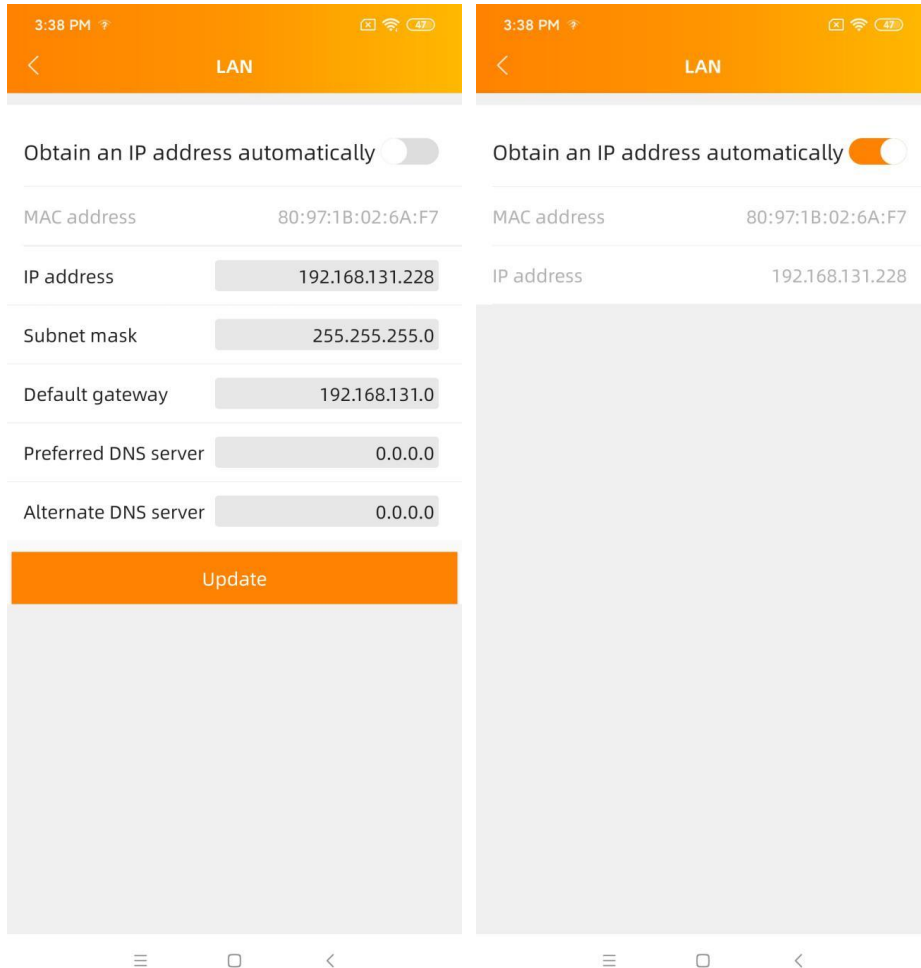 3:38 PM
47
LAN
Obtain an IP address automatically
MAC address 80:97:1B:02:6A:F7
IP address 192.168.131.228
Subnet mask 255.255.255.0
Default gateway 192.168.131.0
Preferred DNS server 0.0.0.0
Alternate DNS server 0.0.0.0
Update
3:38 PM
47
LAN
Obtain an IP address automatically
MAC address 80:97:1B:02:6A:F7
IP address 192.168.131.228